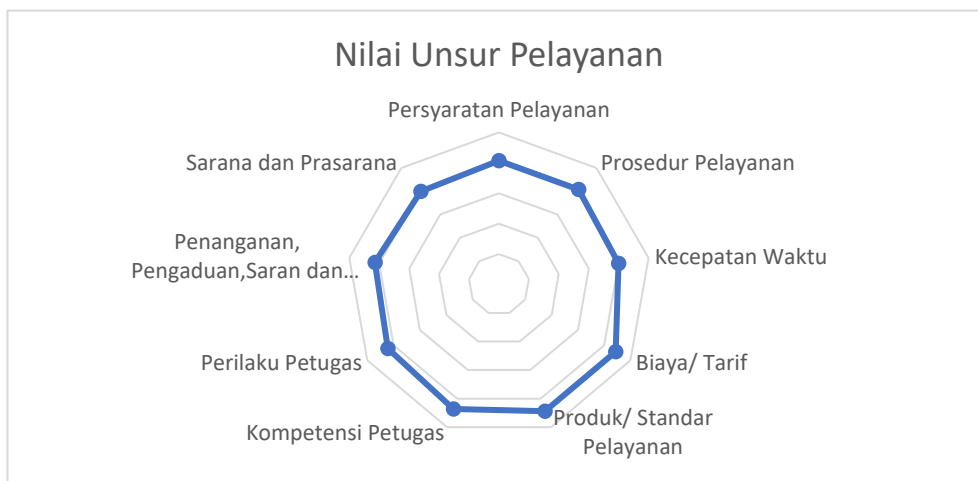 Nilai Unsur Pelayanan
Persyaratan Pelayanan
Prosedur Pelayanan
Kecepatan Waktu
Biaya/ Tarif
Produk/ Standar
Pelayanan
Kompetensi Petugas
Perilaku Petugas
Penanganan,
Pengaduan,Saran dan…
Sarana dan Prasarana